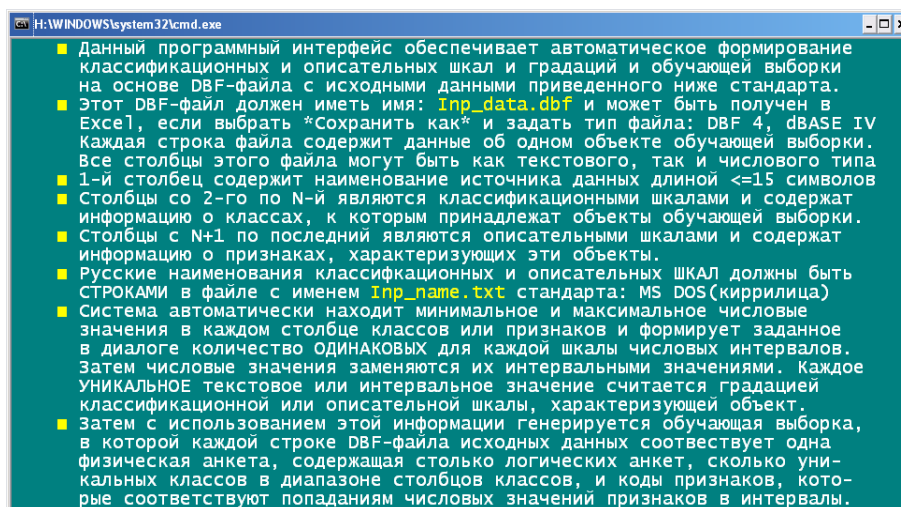 H:\WINDOWS\system32\cmd.exe
Данный программный интерфейс обеспечивает автоматическое формирование
классификационных и описательных шкал и градаций и обучающей выборки
на основе DBF-файла с исходными данными приведенного ниже стандарта.
Этот DBF-файл должен иметь имя: Inp_data.dbf и может быть получен в
Excel, если выбрать *Сохранить как* и задать тип файла: DBF 4, dBASE IV
Каждая строка файла содержит данные об одном объекте обучающей выборки.
Все столбцы этого файла могут быть как текстового, так и числового типа
1-й столбец содержит наименование источника данных длиной <=15 символов
Столбцы со 2-го по N-й являются классификационными шкалами и содержат
информацию о классах, к которым принадлежат объекты обучающей выборки.
Столбцы с N+1 по последний являются описательными шкалами и содержат
информацию о признаках, характеризующих эти объекты.
Русские наименования классифкационных и описательных ШКАЛ должны быть
СТРОКАМИ в файле с именем Inp_name.txt стандарта: MS DOS(киррилица)
Система автоматически находит минимальное и максимальное числовые
значения в каждом столбце классов или признаков и формирует заданное
в диалоге количество ОДИНАКОВЫХ для каждой шкалы числовых интервалов.
Затем числовые значения заменяются их интервальными значениями. Каждое
УНИКАЛЬНОЕ текстовое или интервальное значение считается градацией
классификационной или описательной шкалы, характеризующей объект.
Затем с использованием этой информации генерируется обучающая выборка,
в которой каждой строке DBF-файла исходных данных соотвествует одна
физическая анкета, содержащая столько логических анкет, сколько уни-
кальных классов в диапазоне столбцов классов, и коды признаков, кото-
рые соответствуют попаданиям числовых значений признаков в интервалы.